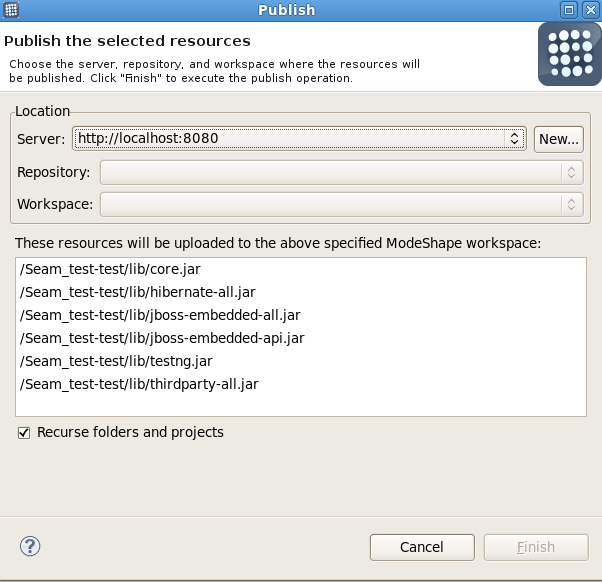 Publish
Publish the selected resources
Choose the server, repository, and workspace where the resources will
be published. Click "Finish" to execute the publish operation.
Location
Server: http://localhost:8080 New...
Repository:
Workspace:
These resources will be uploaded to the above specified ModeShape workspace:
/Seam_test-test/lib/core.jar
/Seam_test-test/lib/hibernate-all.jar
/Seam_test-test/lib/jboss-embedded-all.jar
/Seam_test-test/lib/jboss-embedded-api.jar
/Seam_test-test/lib/testng.jar
/Seam_test-test/lib/thirdparty-all.jar
Recurse folders and projects
? Cancel Finish